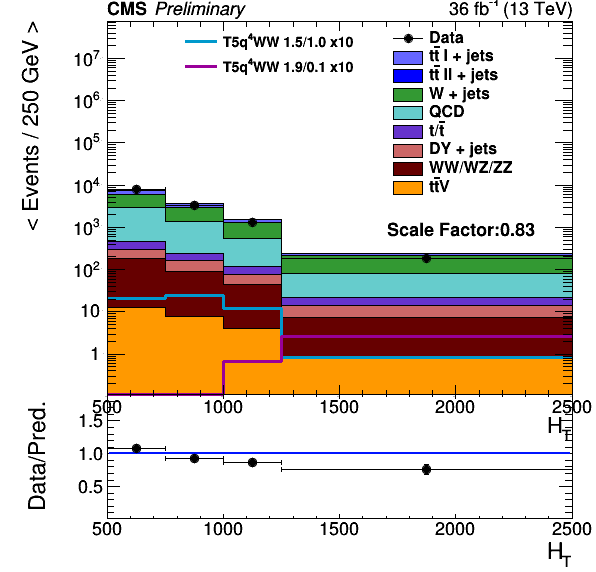 CMS Preliminary 36 fb⁻¹ (13 TeV)
T5q⁴WW 1.5/1.0 x10
T5q⁴WW 1.9/0.1 x10
Data
tt̄ l + jets
tt̄ ll + jets
W + jets
QCD
t/t̄
DY + jets
WW/WZ/ZZ
tt̄V
Scale Factor:0.83
< Events / 250 GeV >
10⁷
10⁶
10⁵
10⁴
10³
10²
10
1
500 1000 1500 2000 2500
H_T
Data/Pred.
1.5
1.0
0.5
500 1000 1500 2000 2500
H_T